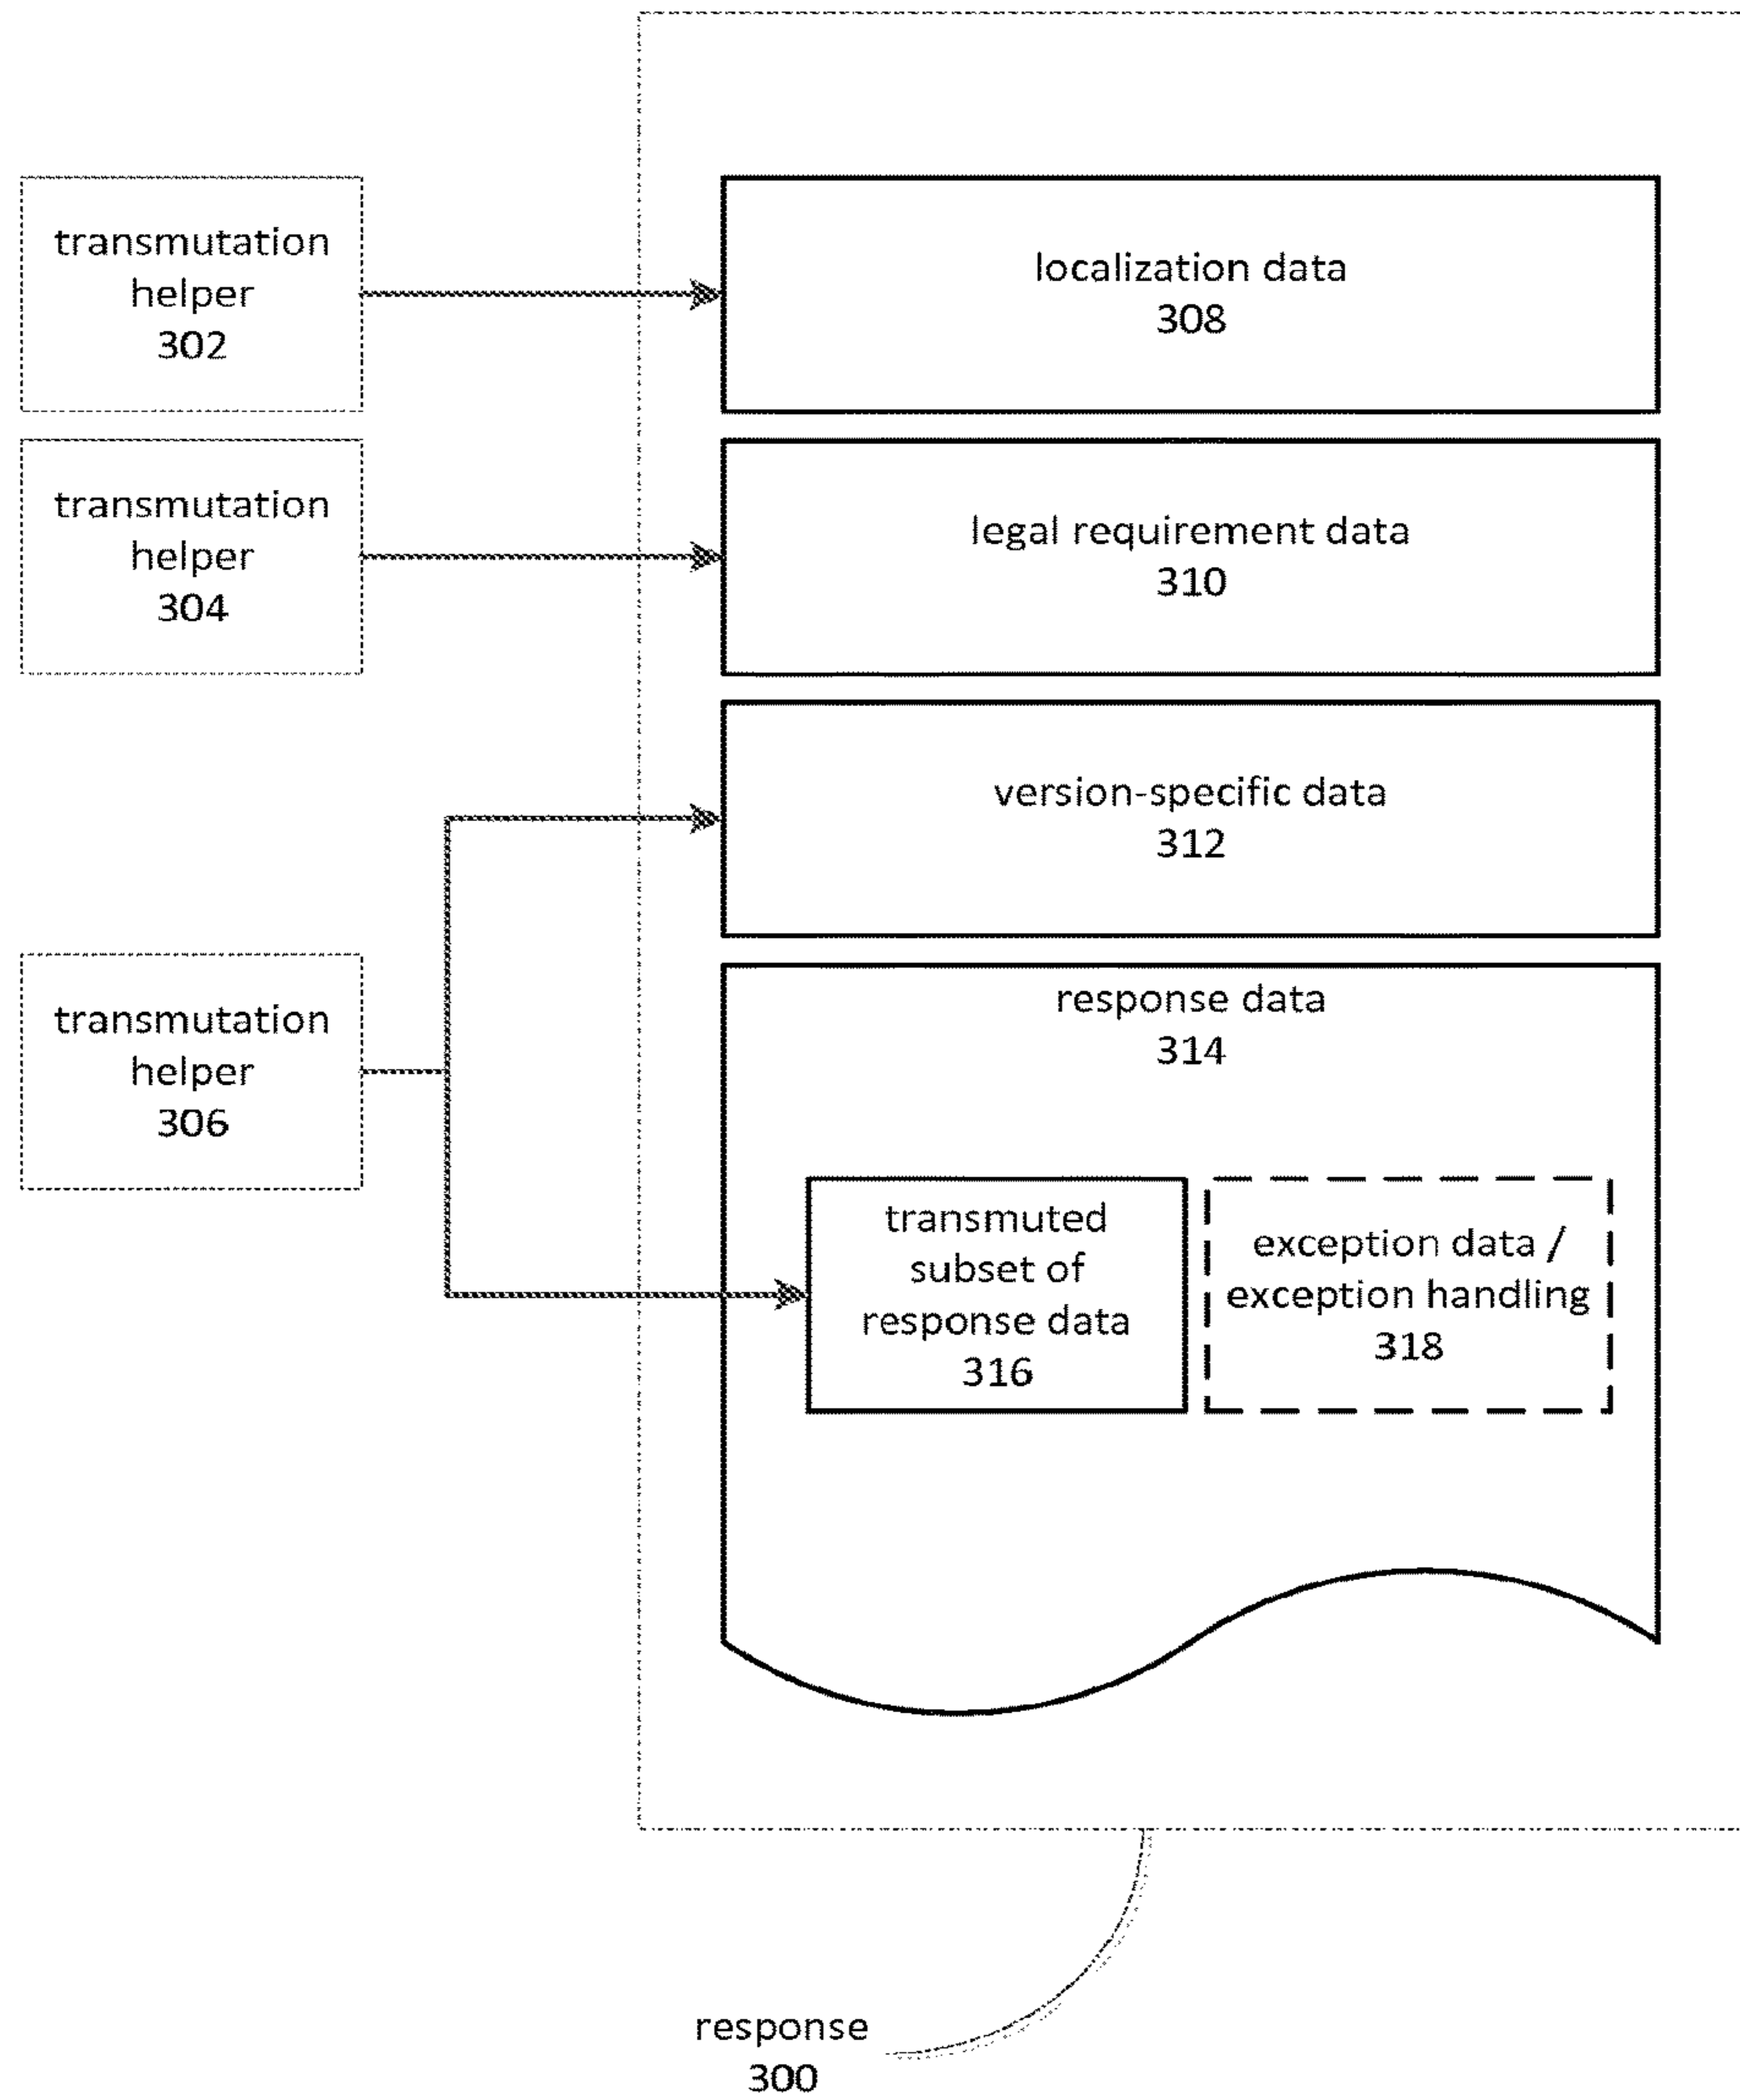 transmutation
helper
302
localization data
308
transmutation
helper
304
legal requirement data
310
version-specific data
312
transmutation
helper
306
response data
314
transmuted
subset of
response data
316
exception data /
exception handling
318
response
300